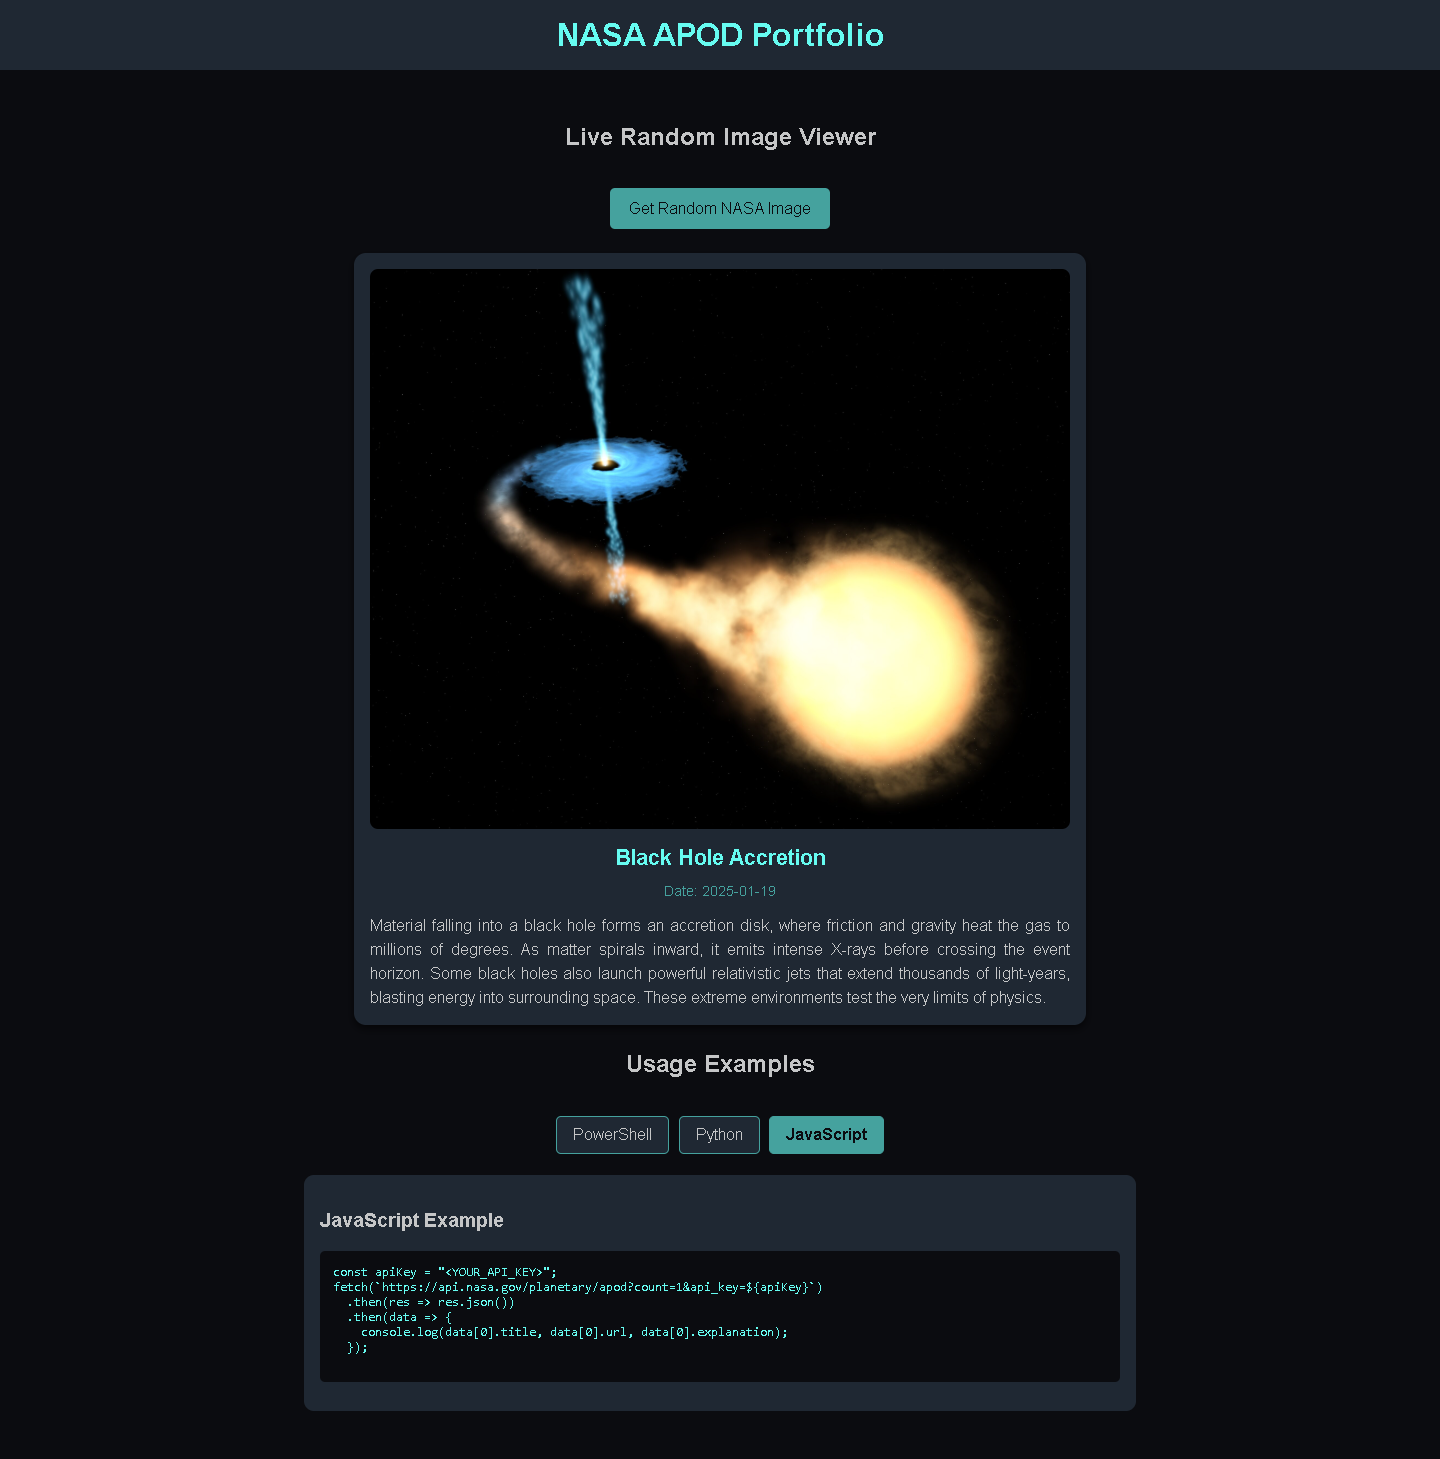 NASA APOD Portfolio
Live Random Image Viewer
Get Random NASA Image
Black Hole Accretion
Date: 2025-01-19
Material falling into a black hole forms an accretion disk, where friction and gravity heat the gas to
millions of degrees. As matter spirals inward, it emits intense X-rays before crossing the event
horizon. Some black holes also launch powerful relativistic jets that extend thousands of light-years,
blasting energy into surrounding space. These extreme environments test the very limits of physics.
Usage Examples
PowerShell Python JavaScript
JavaScript Example
const apiKey = "<YOUR_API_KEY>";
fetch(`https://api.nasa.gov/planetary/apod?count=1&api_key=${apiKey}`)
  .then(res => res.json())
  .then(data => {
    console.log(data[0].title, data[0].url, data[0].explanation);
  });